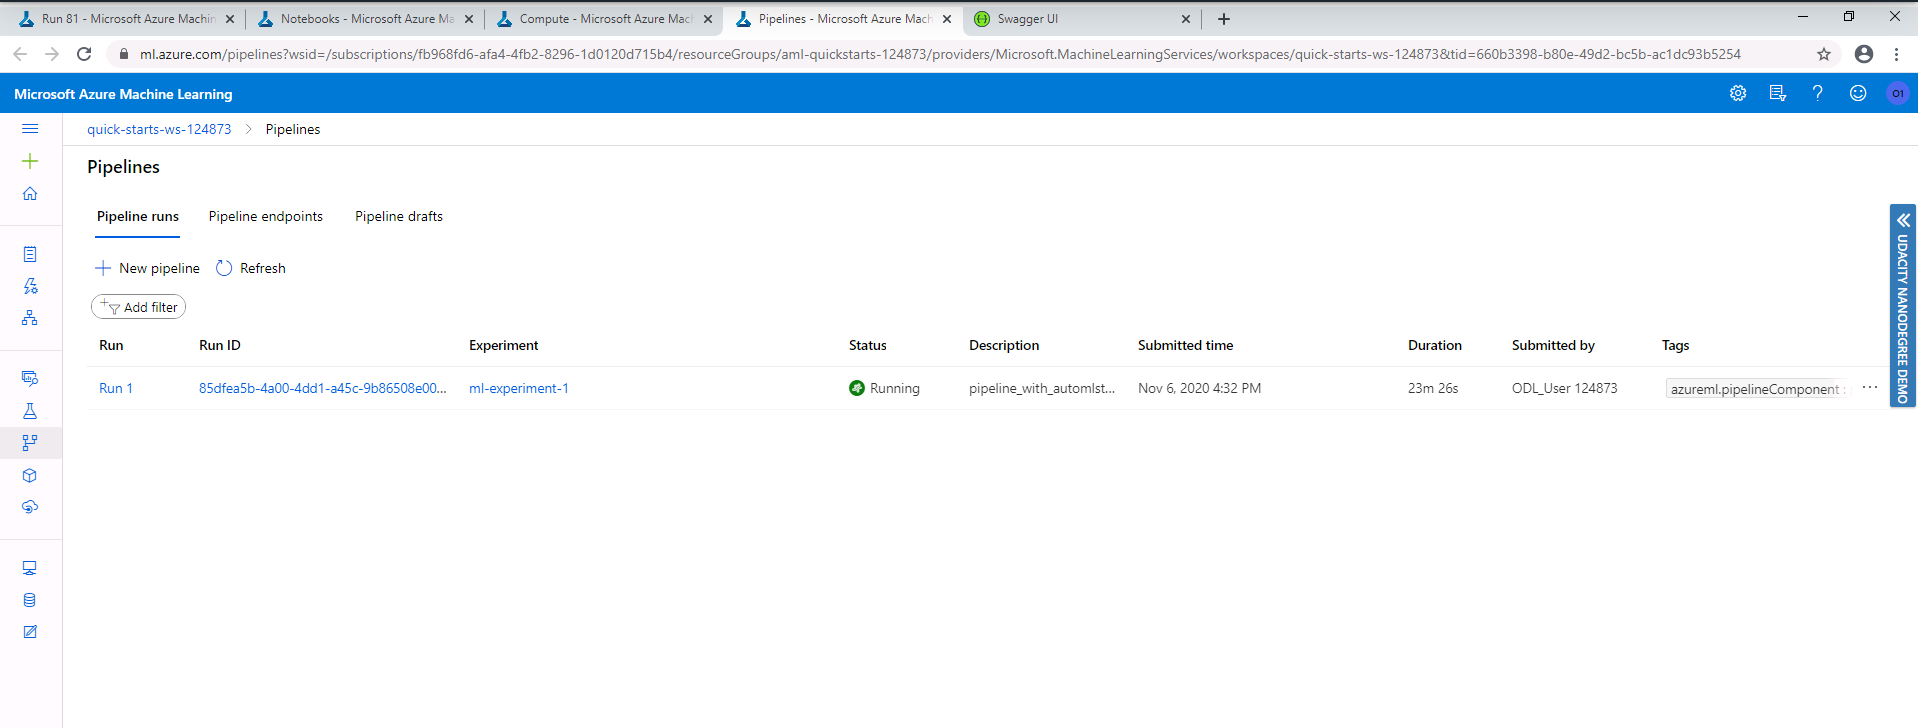 Run 81 - Microsoft Azure Machin
Notebooks - Microsoft Azure Ma
Compute - Microsoft Azure Mach
Pipelines - Microsoft Azure Mach
Swagger UI
ml.azure.com/pipelines?wsid=/subscriptions/fb968fd6-afa4-4fb2-8296-1d0120d715b4/resourceGroups/aml-quickstarts-124873/providers/Microsoft.MachineLearningServices/workspaces/quick-starts-ws-124873&tid=660b3398-b80e-49d2-bc5b-ac1dc93b5254
Microsoft Azure Machine Learning
O1
quick-starts-ws-124873 > Pipelines
Pipelines
Pipeline runs Pipeline endpoints Pipeline drafts
New pipeline Refresh
Add filter
Run Run ID Experiment Status Description Submitted time Duration Submitted by Tags
Run 1 85dfea5b-4a00-4dd1-a45c-9b86508e00... ml-experiment-1 Running pipeline_with_automlst... Nov 6, 2020 4:32 PM 23m 26s ODL_User 124873 azureml.pipelineComponent : ...
UDACITY NANODEGREE DEMO